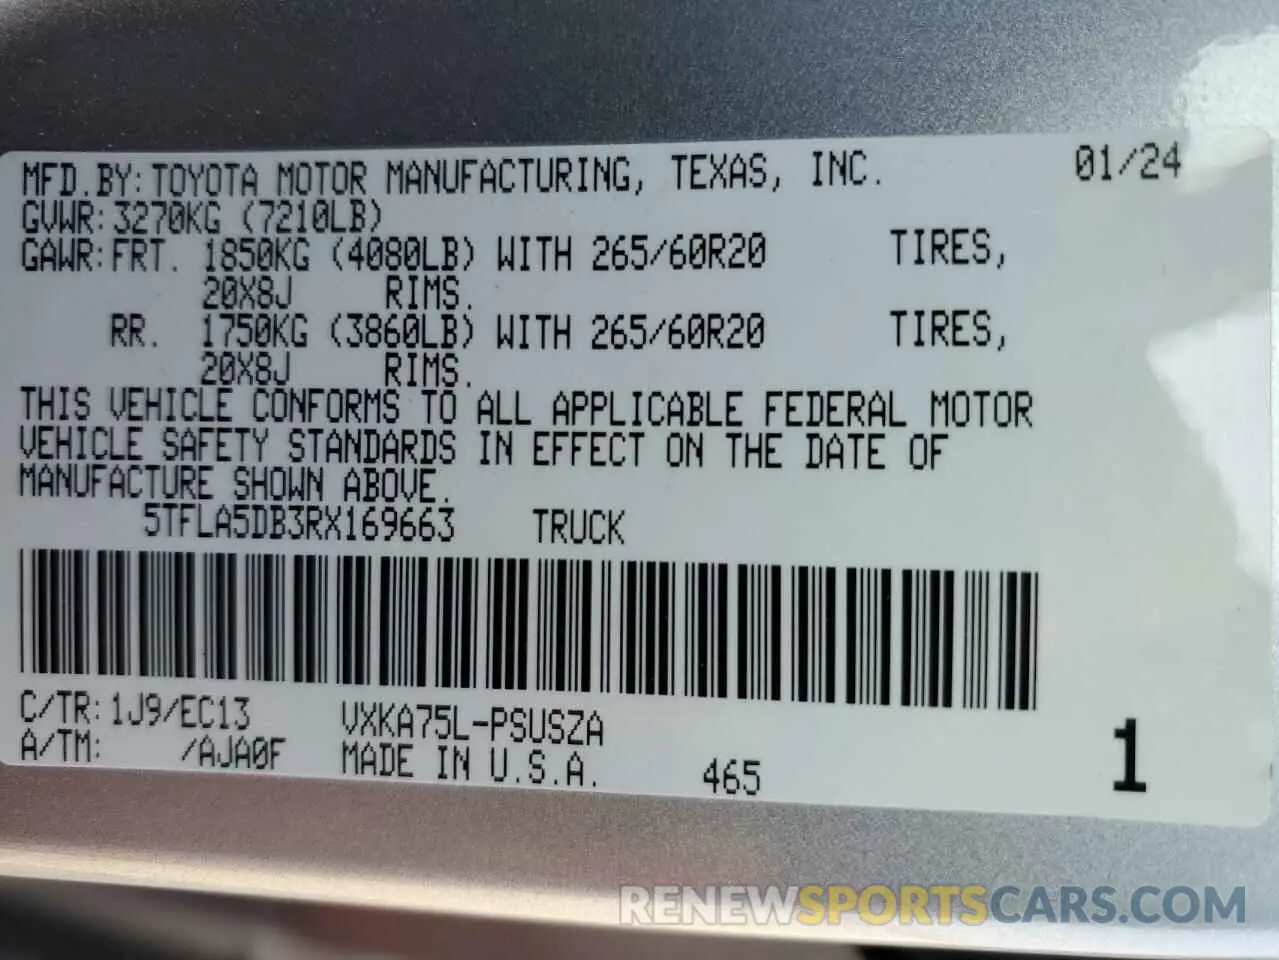 MFD.BY:TOYOTA MOTOR MANUFACTURING, TEXAS, INC. 01/24
GVWR:3270KG (7210LB)
GAWR:FRT. 1850KG (4080LB) WITH 265/60R20 TIRES,
20X8J RIMS.
RR. 1750KG (3860LB) WITH 265/60R20 TIRES,
20X8J RIMS.
THIS VEHICLE CONFORMS TO ALL APPLICABLE FEDERAL MOTOR
VEHICLE SAFETY STANDARDS IN EFFECT ON THE DATE OF
MANUFACTURE SHOWN ABOVE.
5TFLA5DB3RX169663 TRUCK
C/TR:1J9/EC13 VXKA75L-PSUSZA
A/TM: /AJA0F MADE IN U.S.A. 465 1
RENEWSPORTSCARS.COM